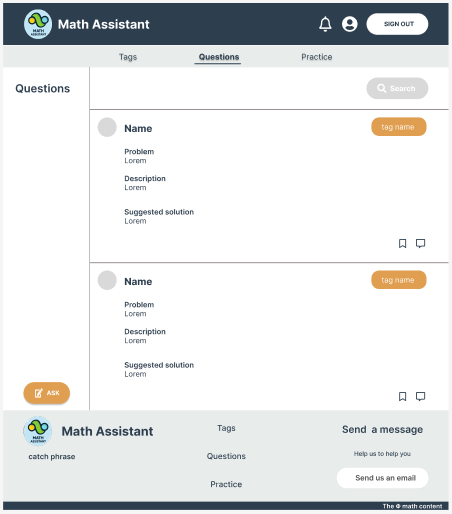 MATH
ASSISTANT
Math Assistant
SIGN OUT
Tags
Questions
Practice
Questions
Search
Name
tag name
Problem
Lorem
Description
Lorem
Suggested solution
Lorem
Name
tag name
Problem
Lorem
Description
Lorem
Suggested solution
Lorem
ASK
MATH
ASSISTANT
Math Assistant
catch phrase
Tags
Questions
Practice
Send a message
Help us to help you
Send us an email
The Φ math content